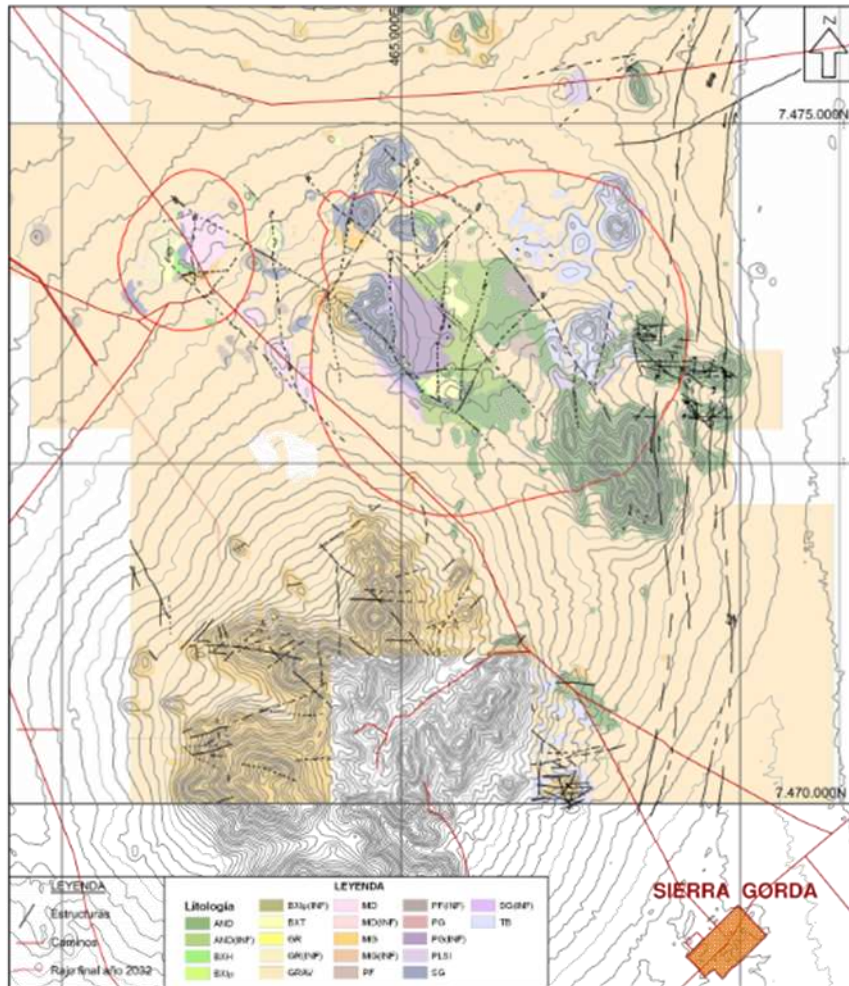 Z
465.000E
7.475.000N
7.470.000N
SIERRA GORDA
LEYENDA
Estructuras
Caminos
Rajo final año 2032
LEYENDA
Litología
AND
AND(INF)
BXH
BXIp
BXIp(INF)
BXT
GR
GR(INF)
GRAV
MD
MD(INF)
MG
MG(INF)
PF
PF(INF)
PG
PG(INF)
PLSI
SG
SG(INF)
TB